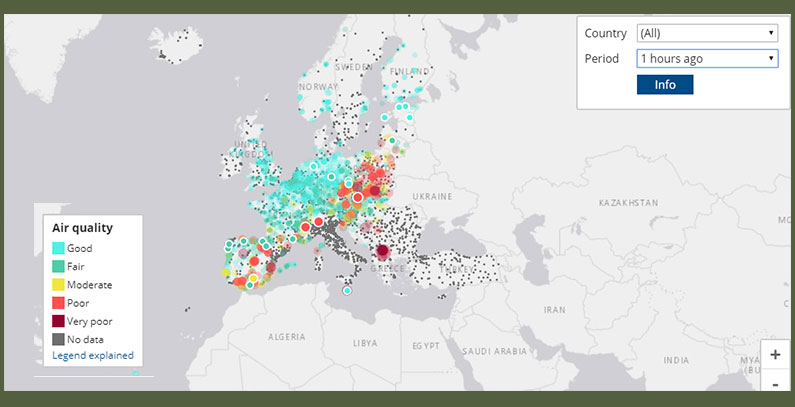 Country
(All)
Period
1 hours ago
Info
SWEDEN
FINLAND
NORWAY
UNITED
KINGDOM
UKRAINE
KAZAKHSTAN
GREECE
TURKEY
IRAN
ALGERIA
LIBYA
EGYPT
SAUDI ARABIA
INDIA
Air quality
Good
Fair
Moderate
Poor
Very poor
No data
Legend explained
+
-